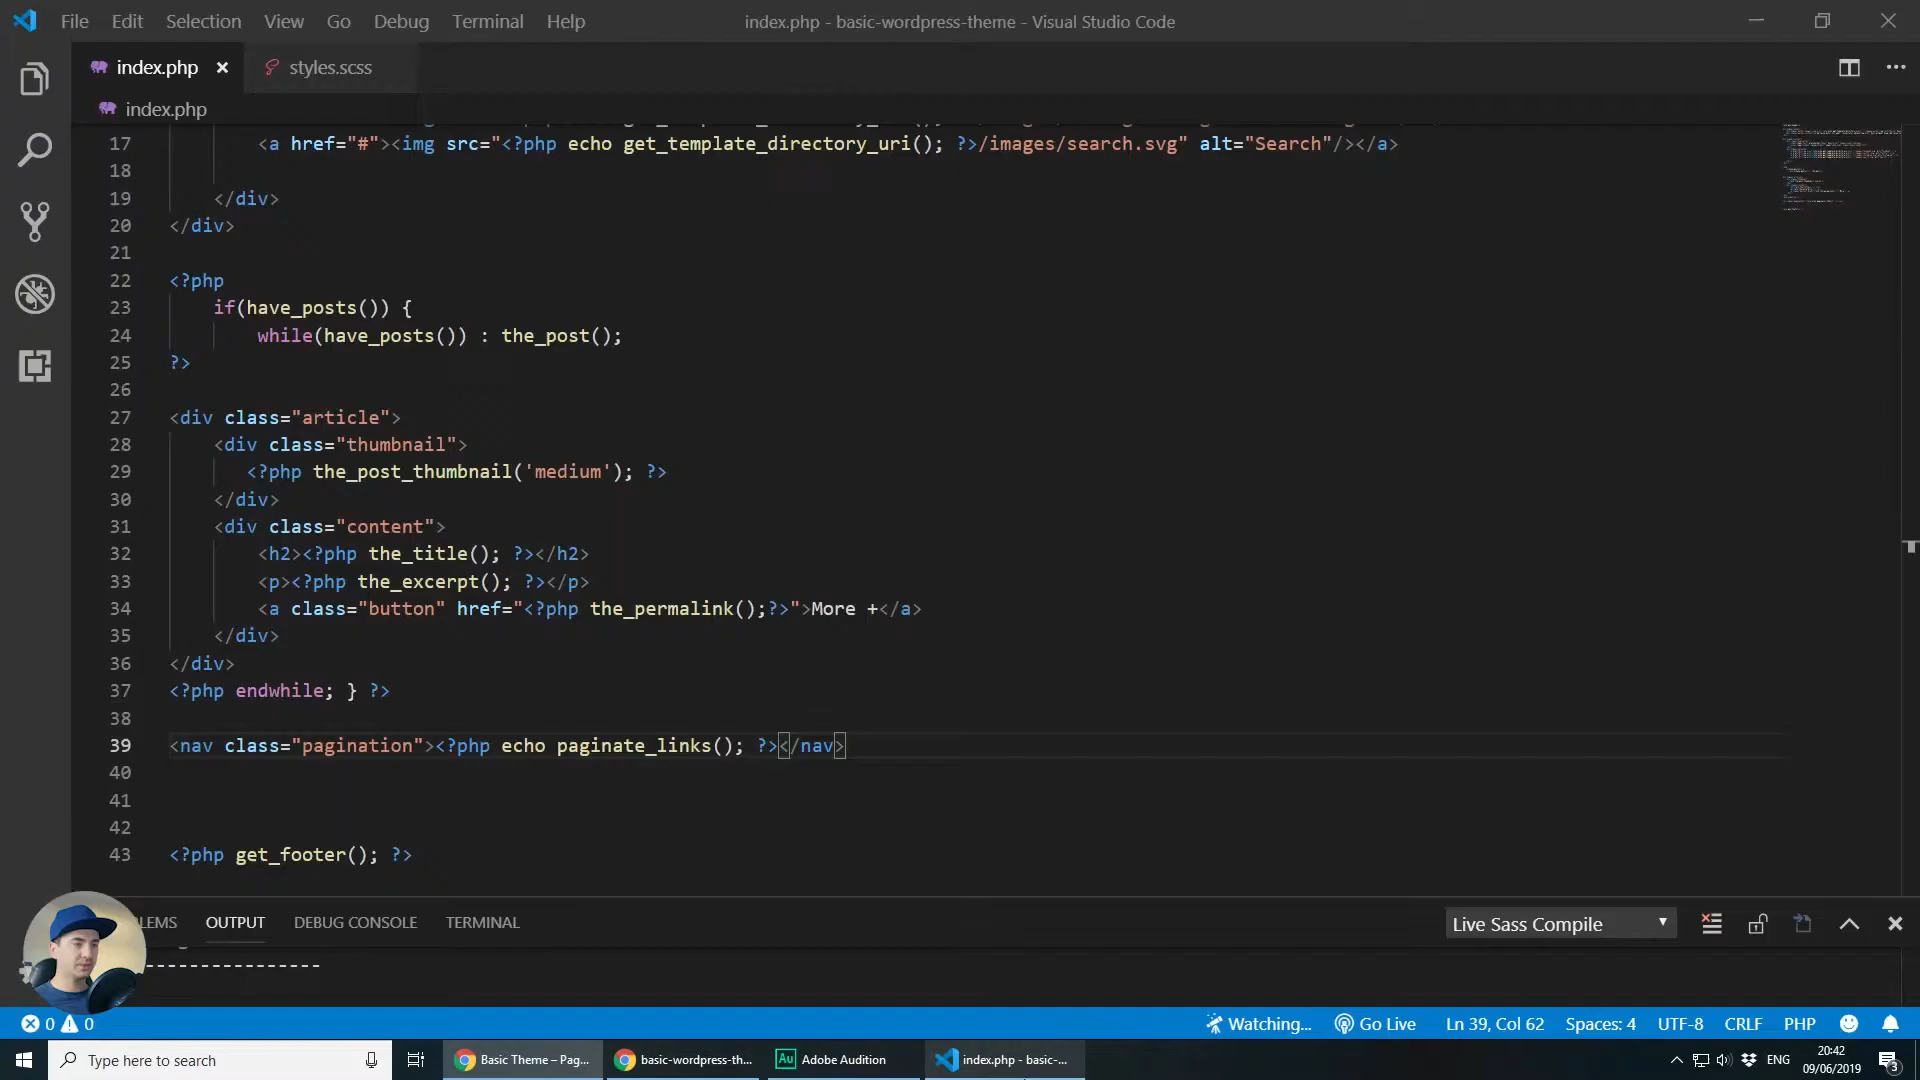 File Edit Selection View Go Debug Terminal Help
index.php - basic-wordpress-theme - Visual Studio Code
index.php
styles.scss
index.php
17 <a href="#"><img src="<?php echo get_template_directory_uri(); ?>/images/search.svg" alt="Search"/></a>
18
19 </div>
20 </div>
21
22 <?php
23 if(have_posts()) {
24 while(have_posts()) : the_post();
25 ?>
26
27 <div class="article">
28 <div class="thumbnail">
29 <?php the_post_thumbnail('medium'); ?>
30 </div>
31 <div class="content">
32 <h2><?php the_title(); ?></h2>
33 <p><?php the_excerpt(); ?></p>
34 <a class="button" href="<?php the_permalink();?>">More +</a>
35 </div>
36 </div>
37 <?php endwhile; } ?>
38
39 <nav class="pagination"><?php echo paginate_links(); ?></nav>
40
41
42
43 <?php get_footer(); ?>
OUTPUT DEBUG CONSOLE TERMINAL
Live Sass Compile
0 0
Watching... Go Live Ln 39, Col 62 Spaces: 4 UTF-8 CRLF PHP
Type here to search
Basic Theme – Pag...
basic-wordpress-th...
Au Adobe Audition
index.php - basic-...
ENG
20:42
09/06/2019
3